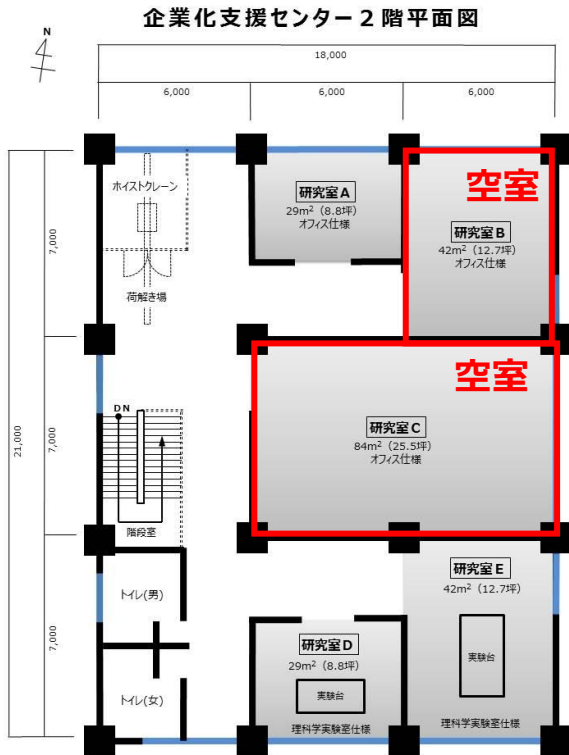 企業化支援センター２階平面図
N
18,000
6,000
6,000
6,000
21,000
7,000
7,000
7,000
ホイストクレーン
荷解き場
研究室A
29m²（8.8坪）
オフィス仕様
空室
研究室B
42m²（12.7坪）
オフィス仕様
空室
研究室C
84m²（25.5坪）
オフィス仕様
DN
階段室
トイレ(男)
トイレ(女)
研究室D
29m²（8.8坪）
実験台
理科学実験室仕様
研究室E
42m²（12.7坪）
実験台
理科学実験室仕様